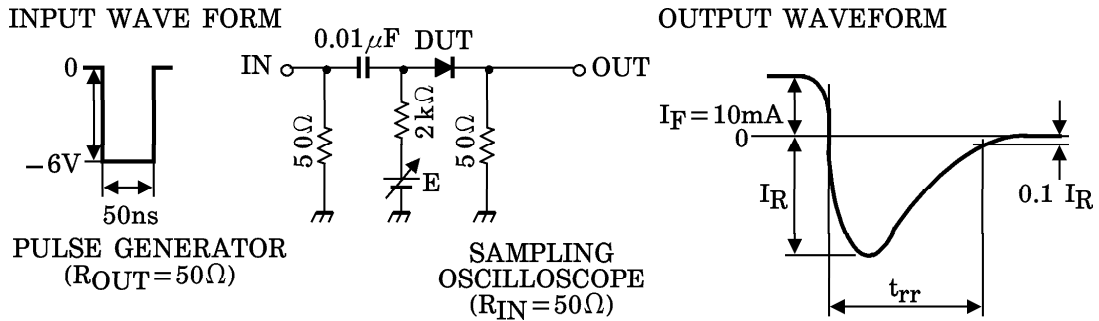 INPUT WAVE FORM
0
−6V
50ns
PULSE GENERATOR
(ROUT=50Ω)
0.01μF DUT
IN
OUT
50Ω
2kΩ
50Ω
E
SAMPLING
OSCILLOSCOPE
(RIN=50Ω)
OUTPUT WAVEFORM
IF=10mA
0
IR
0.1 IR
trr